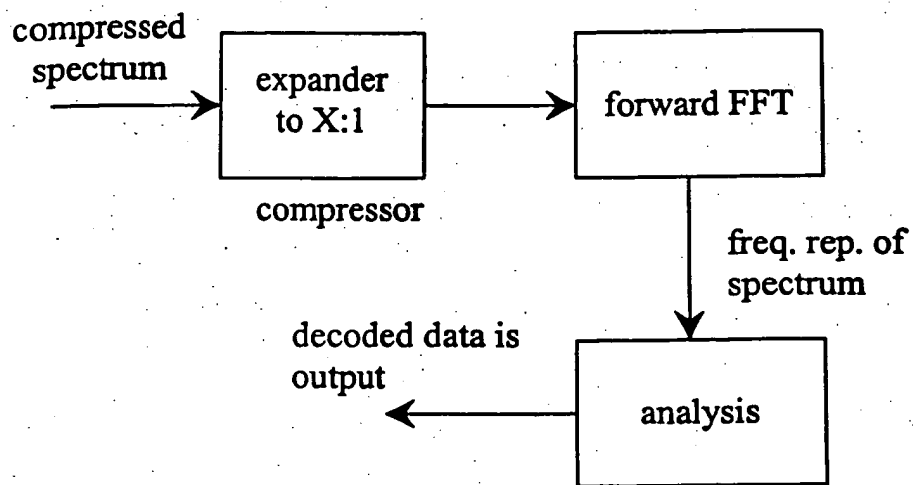 compressed
spectrum
expander
to X:1
forward FFT
compressor
freq. rep. of
spectrum
decoded data is
output
analysis